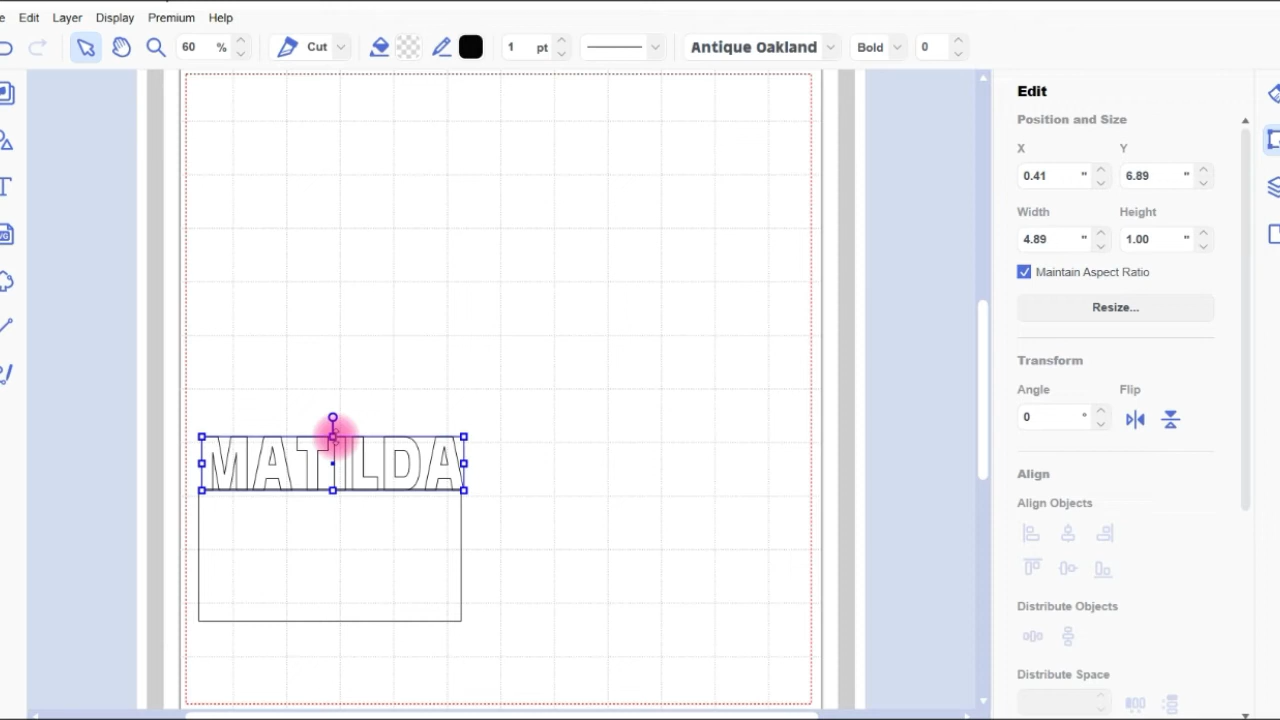 Edit Layer Display Premium Help
60 % Cut 1 pt Antique Oakland Bold 0
Edit
Position and Size
X Y
0.41 " 6.89 "
Width Height
4.89 " 1.00 "
Maintain Aspect Ratio
Resize...
Transform
Angle Flip
0 °
Align
Align Objects
Distribute Objects
Distribute Space
MATILDA